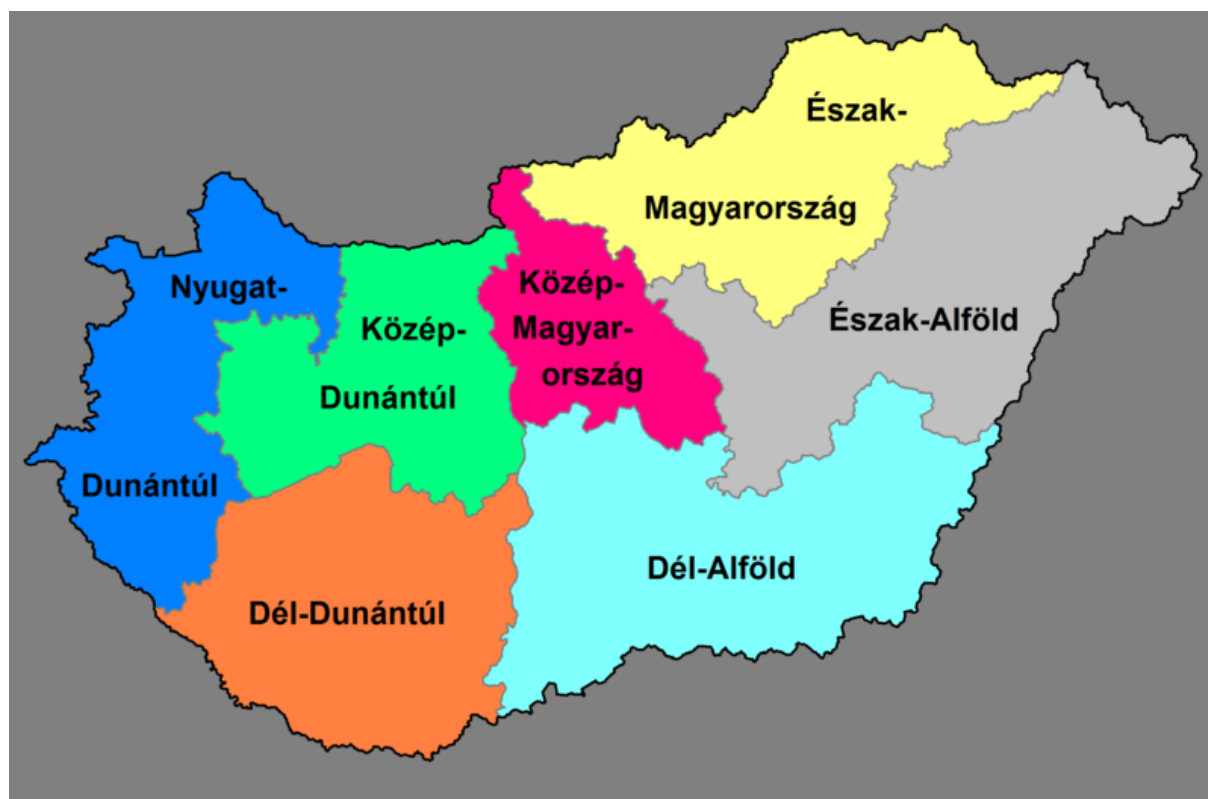 Észak-
Magyarország
Nyugat-
Dunántúl
Közép-
Dunántúl
Közép-
Magyar-
ország
Észak-Alföld
Dél-Dunántúl
Dél-Alföld